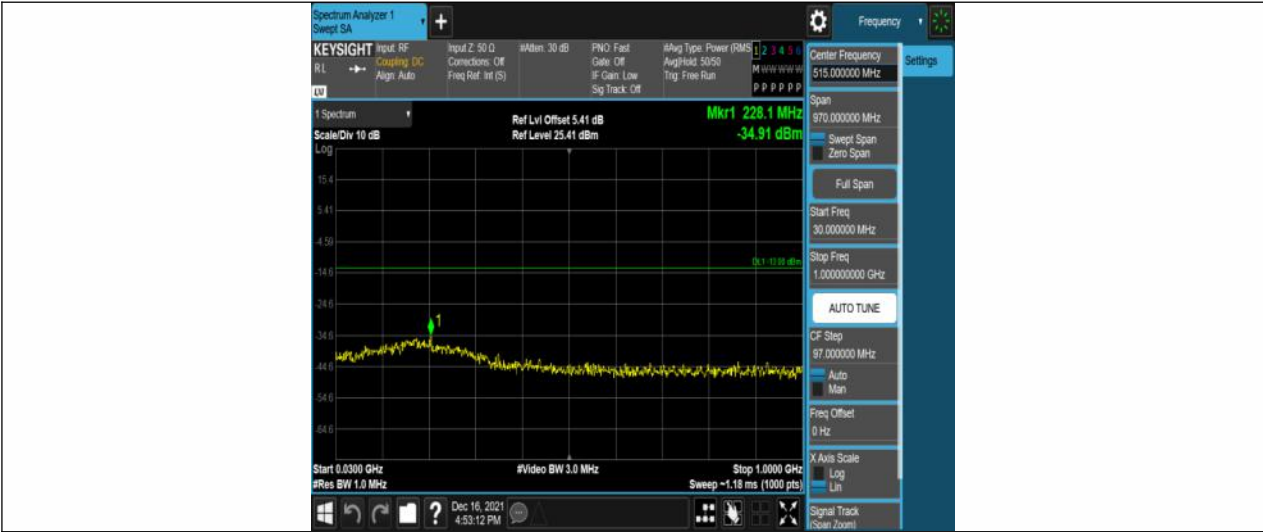 Spectrum Analyzer 1
Swept SA
+
Frequency
KEYSIGHT
Input: RF
Coupling: DC
Align: Auto
Input Z: 50 Ω
Corrections: Off
Freq Ref: Int (S)
#Atten: 30 dB
PNO: Fast
Gate: Off
IF Gain: Low
Sig Track: Off
#Avg Type: Power (RMS
Avg|Hold: 50/50
Trig: Free Run
1 2 3 4 5 6
M W W W W W
P P P P P P
R L
LV
1 Spectrum
Scale/Div 10 dB
Ref Lvl Offset 5.41 dB
Ref Level 25.41 dBm
Mkr1 228.1 MHz
-34.91 dBm
Log
15.4
5.41
-4.59
-14.6
-24.6
-34.6
-44.6
-54.6
-64.6
DL1 -13.00 dBm
1
Start 0.0300 GHz
#Res BW 1.0 MHz
#Video BW 3.0 MHz
Stop 1.0000 GHz
Sweep ~1.18 ms (1000 pts)
Center Frequency
515.000000 MHz
Settings
Span
970.000000 MHz
Swept Span
Zero Span
Full Span
Start Freq
30.000000 MHz
Stop Freq
1.000000000 GHz
AUTO TUNE
CF Step
97.000000 MHz
Auto
Man
Freq Offset
0 Hz
X Axis Scale
Log
Lin
Signal Track
(Span Zoom)
?
Dec 16, 2021
4:53:12 PM